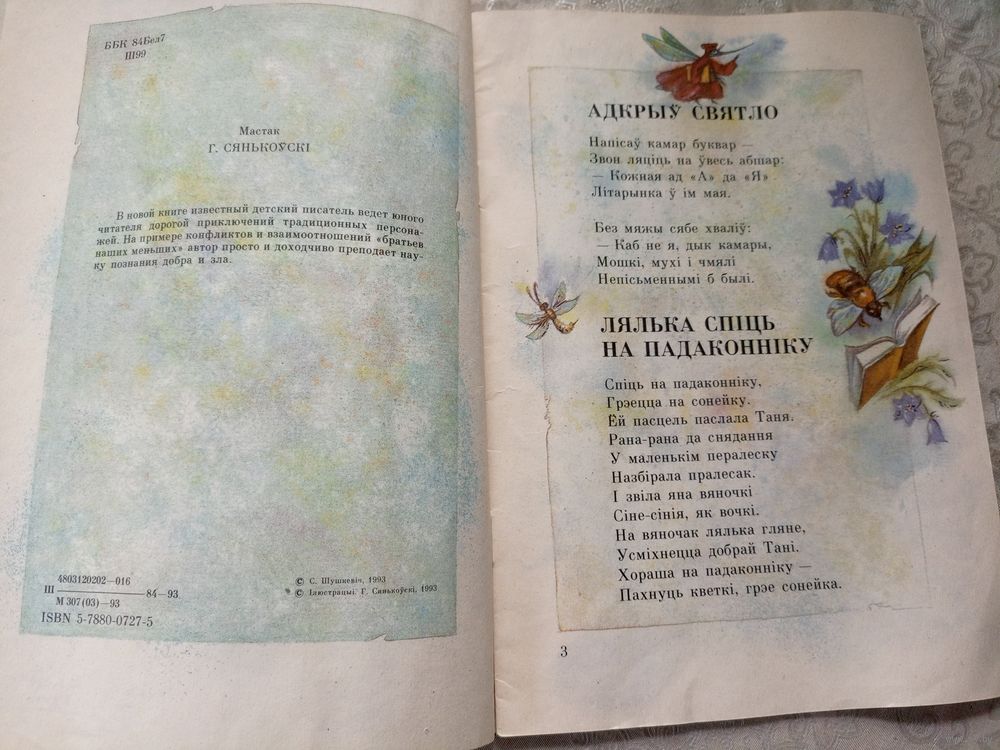 ББК 84Бел7
Ш99
Мастак
Г. СЯНЬКОЎСКІ
В новой книге известный детский писатель ведет юного
читателя дорогой приключений традиционных персона-
жей. На примере конфликтов и взаимоотношений «братьев
наших меньших» автор просто и доходчиво преподает нау-
ку познания добра и зла.
Ш 4803120202—016
М 307(03)—93 84—93
ISBN 5-7880-0727-5
© С. Шушкевіч, 1993
© Ілюстрацыі. Г. Сянькоўскі, 1993
АДКРЫЎ СВЯТЛО
Напісаў камар буквар —
Звон ляціць на ўвесь абшар:
— Кожная ад «А» да «Я»
Літарынка ў ім мая.
Без мяжы сябе хваліў:
— Каб не я, дык камары,
Мошкі, мухі і чмялі
Непісьменнымі б былі.
ЛЯЛЬКА СПІЦЬ
НА ПАДАКОННІКУ
Спіць на падаконніку,
Грэецца на сонейку.
Ёй пасцель паслала Таня.
Рана-рана да снядання
У маленькім пералеску
Назбірала пралесак.
І звіла яна вяночкі
Сіне-сінія, як вочкі.
На вяночак лялька гляне,
Усміхнецца добрай Тані.
Хораша на падаконніку —
Пахнуць кветкі, грэе сонейка.
3